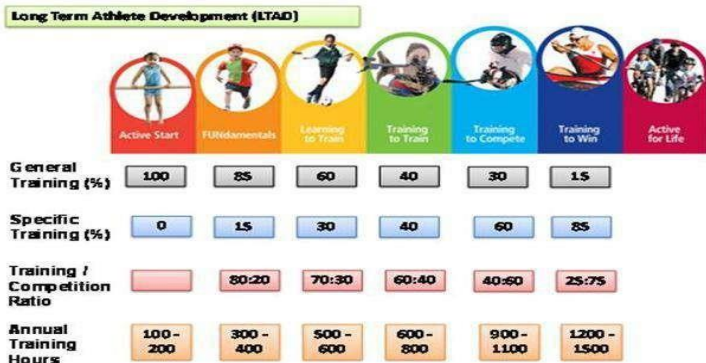 Long Term Athlete Development (LTAD)
Active Start
FUNdamentals
Learning
to Train
Training
to Train
Training
to Compete
Training
to Win
Active
for Life
General
Training (%)
100 85 60 40 30 15
Specific
Training (%)
0 15 30 40 60 85
Training /
Competition
Ratio
80:20 70:30 60:40 40:60 25:75
Annual
Training
Hours
100 -
200
300 -
400
500 -
600
600 -
800
900 -
1100
1200 -
1500